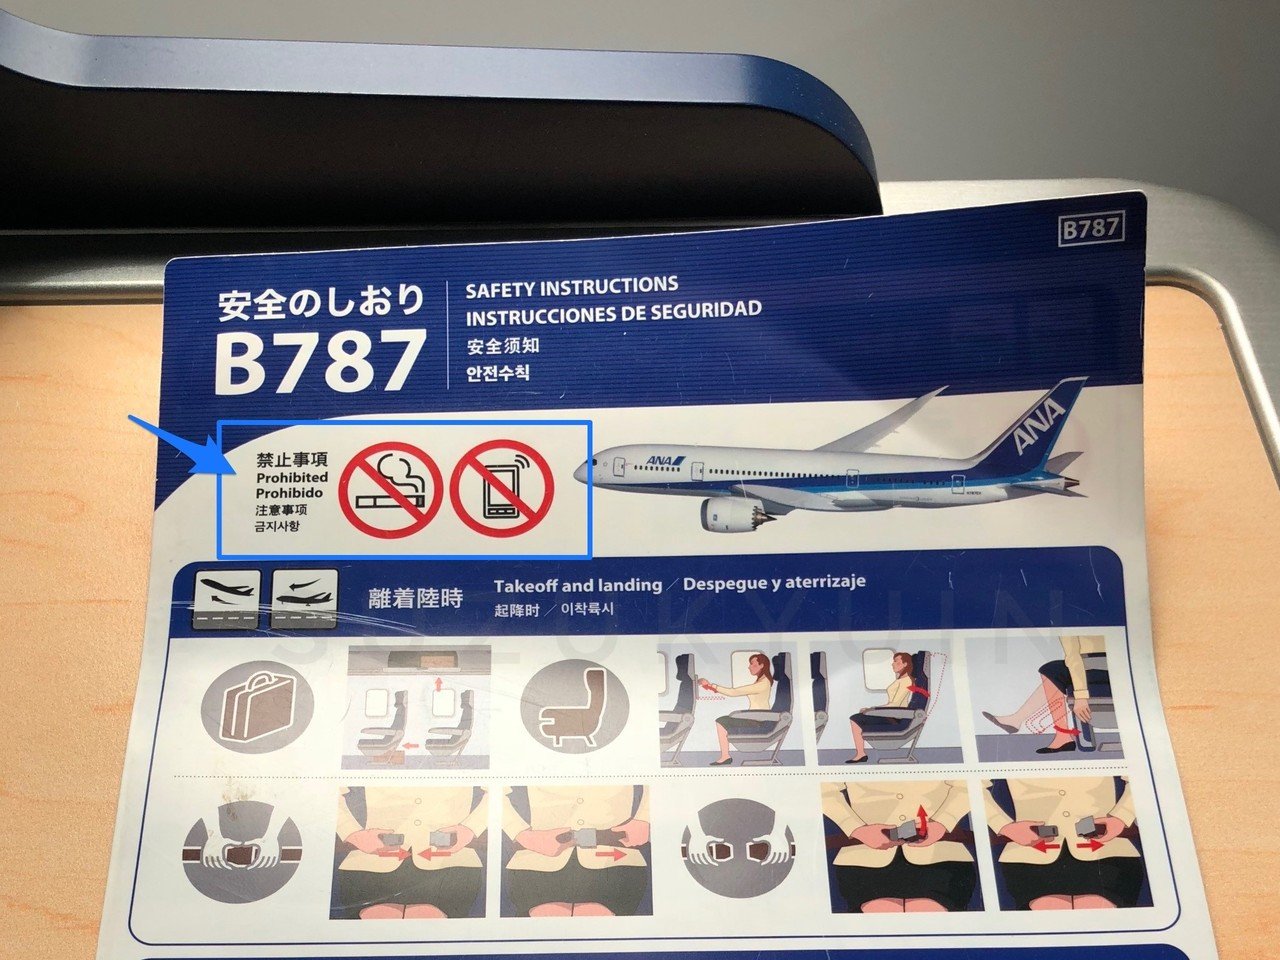 B787
安全のしおり
B787
SAFETY INSTRUCTIONS
INSTRUCCIONES DE SEGURIDAD
安全须知
안전수칙
禁止事項
Prohibited
Prohibido
注意事项
금지사항
ANA
ANA
離着陸時
Takeoff and landing / Despegue y aterrizaje
起降时 / 이착륙시
SUZUKYUIN